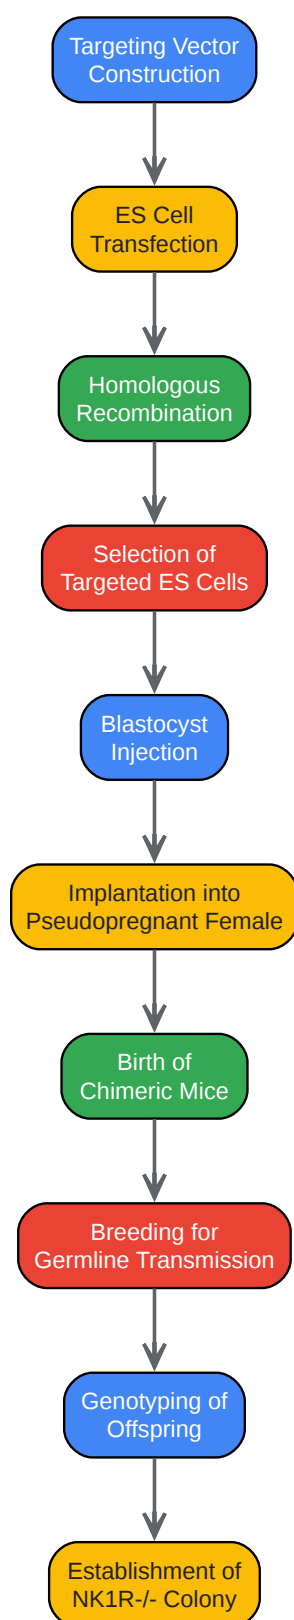 Targeting Vector
Construction
ES Cell
Transfection
Homologous
Recombination
Selection of
Targeted ES Cells
Blastocyst
Injection
Implantation into
Pseudopregnant Female
Birth of
Chimeric Mice
Breeding for
Germline Transmission
Genotyping of
Offspring
Establishment of
NK1R-/- Colony